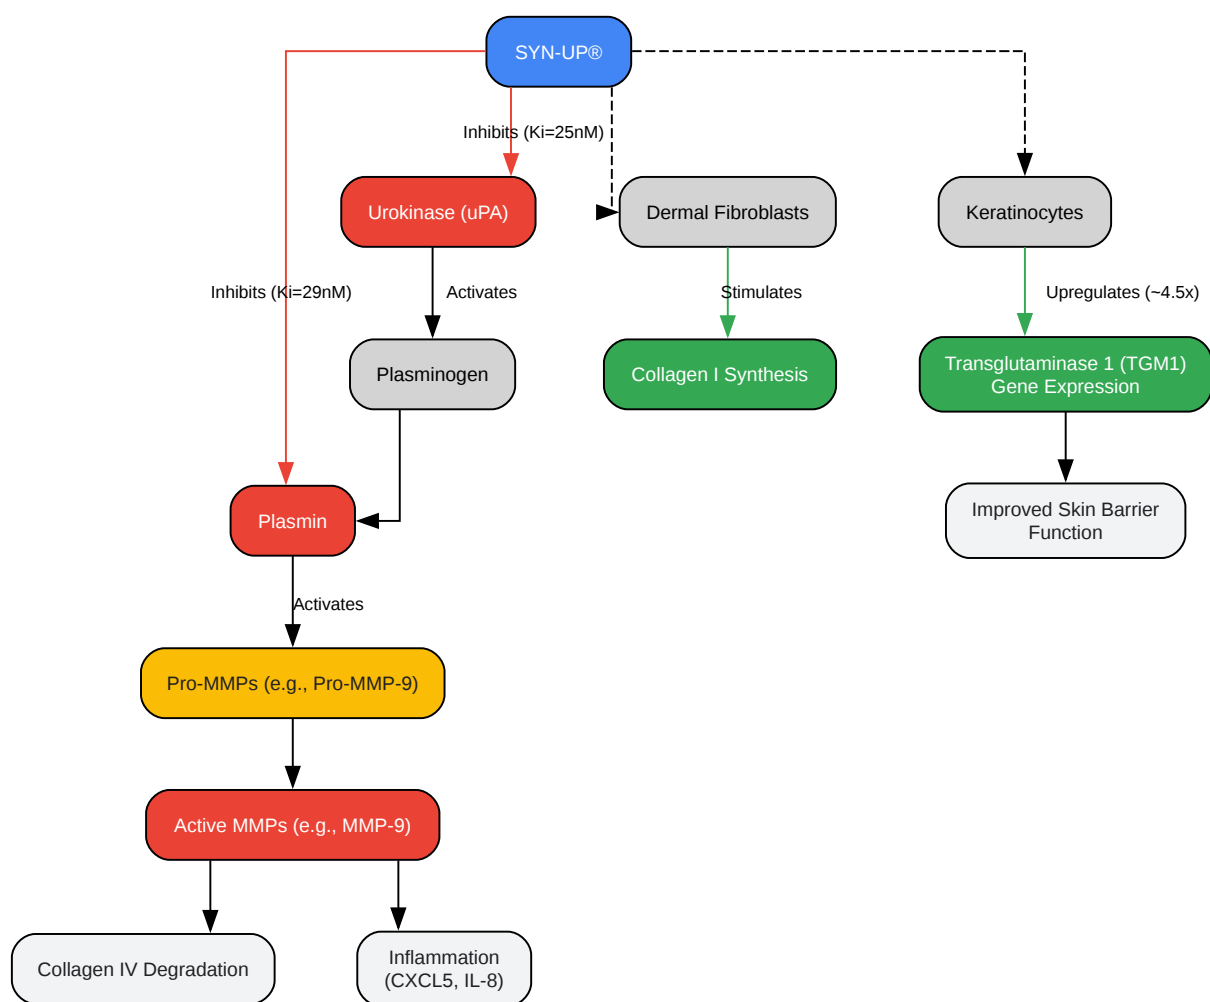 SYN-UP®
Inhibits (Ki=25nM)
Urokinase (uPA)
Dermal Fibroblasts
Keratinocytes
Inhibits (Ki=29nM)
Activates
Stimulates
Upregulates (~4.5x)
Plasminogen
Collagen I Synthesis
Transglutaminase 1 (TGM1)
Gene Expression
Plasmin
Improved Skin Barrier
Function
Activates
Pro-MMPs (e.g., Pro-MMP-9)
Active MMPs (e.g., MMP-9)
Collagen IV Degradation
Inflammation
(CXCL5, IL-8)